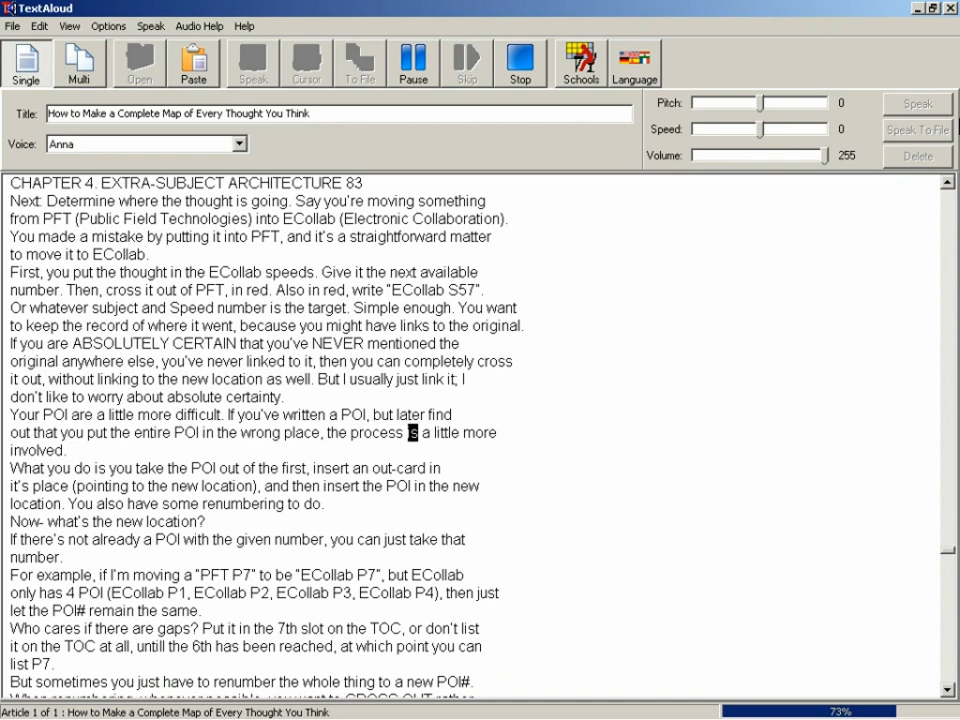 TextAloud
File Edit View Options Speak Audio Help Help
Single Multi Open Paste Speak Cursor To File Pause Skip Stop Schools Language
Title: How to Make a Complete Map of Every Thought You Think
Voice: Anna
Pitch: 0 Speak
Speed: 0 Speak To File
Volume: 255 Delete
CHAPTER 4. EXTRA-SUBJECT ARCHITECTURE 83
Next: Determine where the thought is going. Say you're moving something
from PFT (Public Field Technologies) into ECollab (Electronic Collaboration).
You made a mistake by putting it into PFT, and it's a straightforward matter
to move it to ECollab.
First, you put the thought in the ECollab speeds. Give it the next available
number. Then, cross it out of PFT, in red. Also in red, write "ECollab S57".
Or whatever subject and Speed number is the target. Simple enough. You want
to keep the record of where it went, because you might have links to the original.
If you are ABSOLUTELY CERTAIN that you've NEVER mentioned the
original anywhere else, you've never linked to it, then you can completely cross
it out, without linking to the new location as well. But I usually just link it; I
don't like to worry about absolute certainty.
Your POI are a little more difficult. If you've written a POI, but later find
out that you put the entire POI in the wrong place, the process is a little more
involved.
What you do is you take the POI out of the first, insert an out-card in
it's place (pointing to the new location), and then insert the POI in the new
location. You also have some renumbering to do.
Now- what's the new location?
If there's not already a POI with the given number, you can just take that
number.
For example, if I'm moving a "PFT P7" to be "ECollab P7", but ECollab
only has 4 POI (ECollab P1, ECollab P2, ECollab P3, ECollab P4), then just
let the POI# remain the same.
Who cares if there are gaps? Put it in the 7th slot on the TOC, or don't list
it on the TOC at all, untill the 6th has been reached, at which point you can
list P7.
But sometimes you just have to renumber the whole thing to a new POI#.
When renumbering, whenever possible, you want to CROSS OUT rather
Article 1 of 1 : How to Make a Complete Map of Every Thought You Think 73%